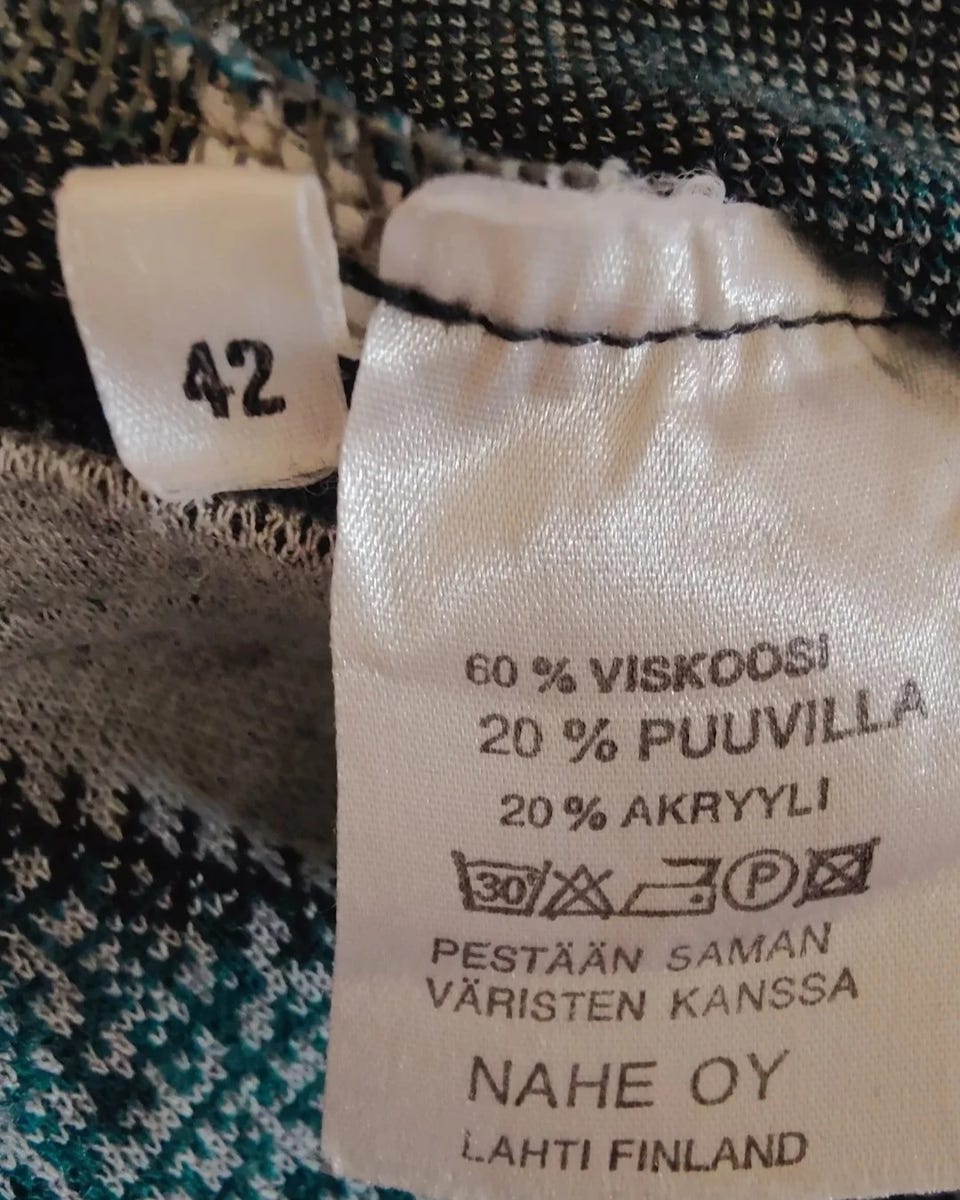 42
60 % VISKOOSI
20 % PUUVILLA
20 % AKRYYLI
30 P
PESTÄÄN SAMAN
VÄRISTEN KANSSA
NAHE OY
LAHTI FINLAND